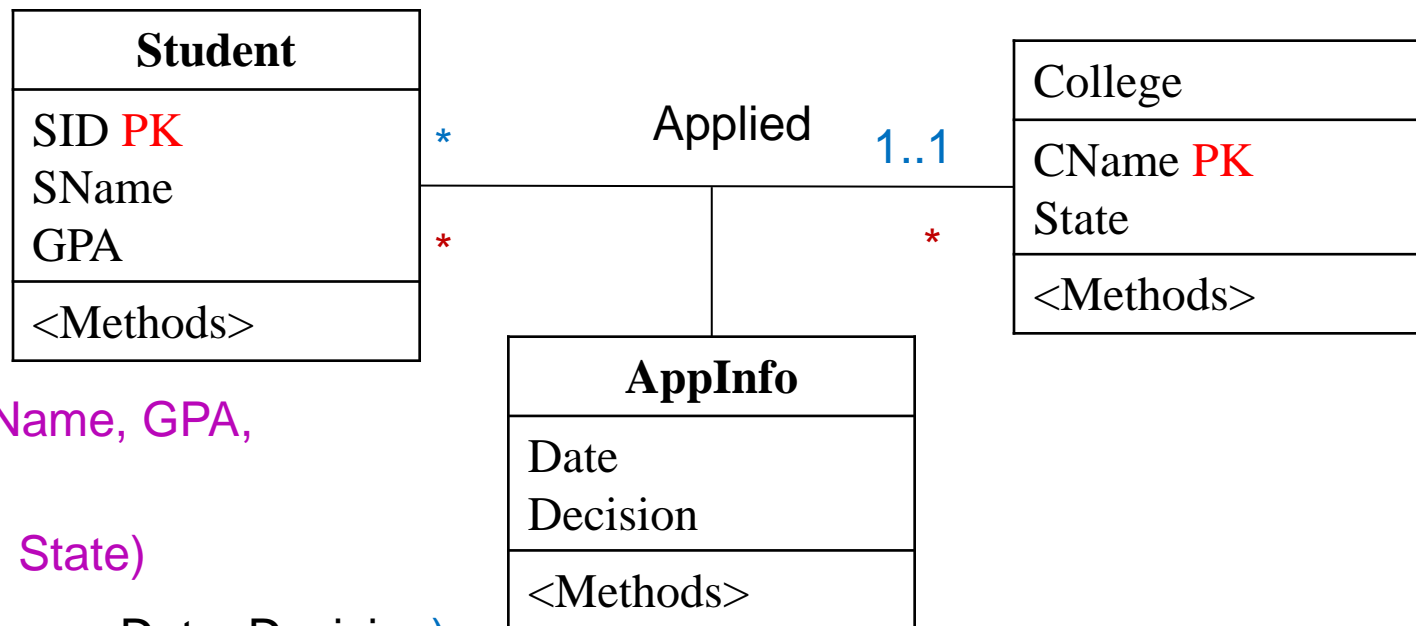 Student
SID PK
SName
GPA
<Methods>
*
*
Applied
1..1
*
College
CName PK
State
<Methods>
AppInfo
Date
Decision
<Methods>
GPA,
State)